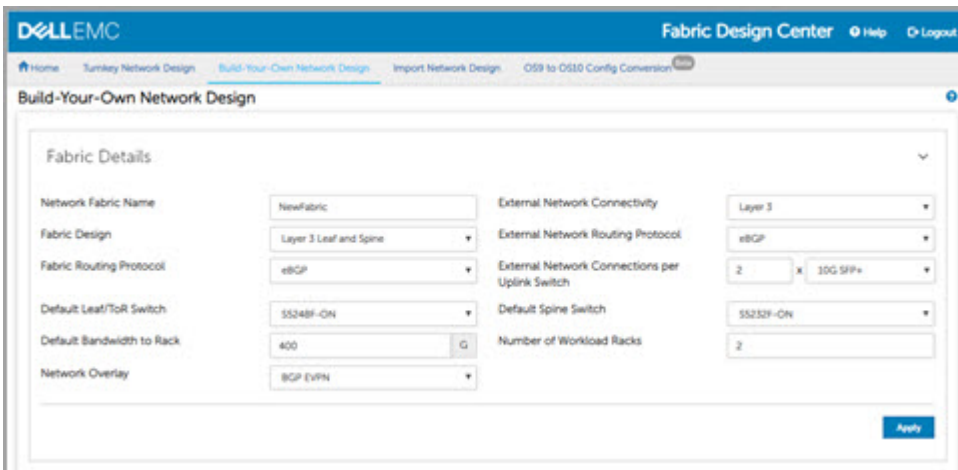 DELLEMC
Fabric Design Center Help Logout
Home Turnkey Network Design Build-Your-Own Network Design Import Network Design OS9 to OS10 Config Conversion Beta
Build-Your-Own Network Design
Fabric Details
Network Fabric Name NewFabric External Network Connectivity Layer 3
Fabric Design Layer 3 Leaf and Spine External Network Routing Protocol eBGP
Fabric Routing Protocol eBGP External Network Connections per
Uplink Switch 2 x 10G SFP+
Default Leaf/ToR Switch S5248F-ON Default Spine Switch S5232F-ON
Default Bandwidth to Rack 400 G Number of Workload Racks 2
Network Overlay BGP EVPN
Apply